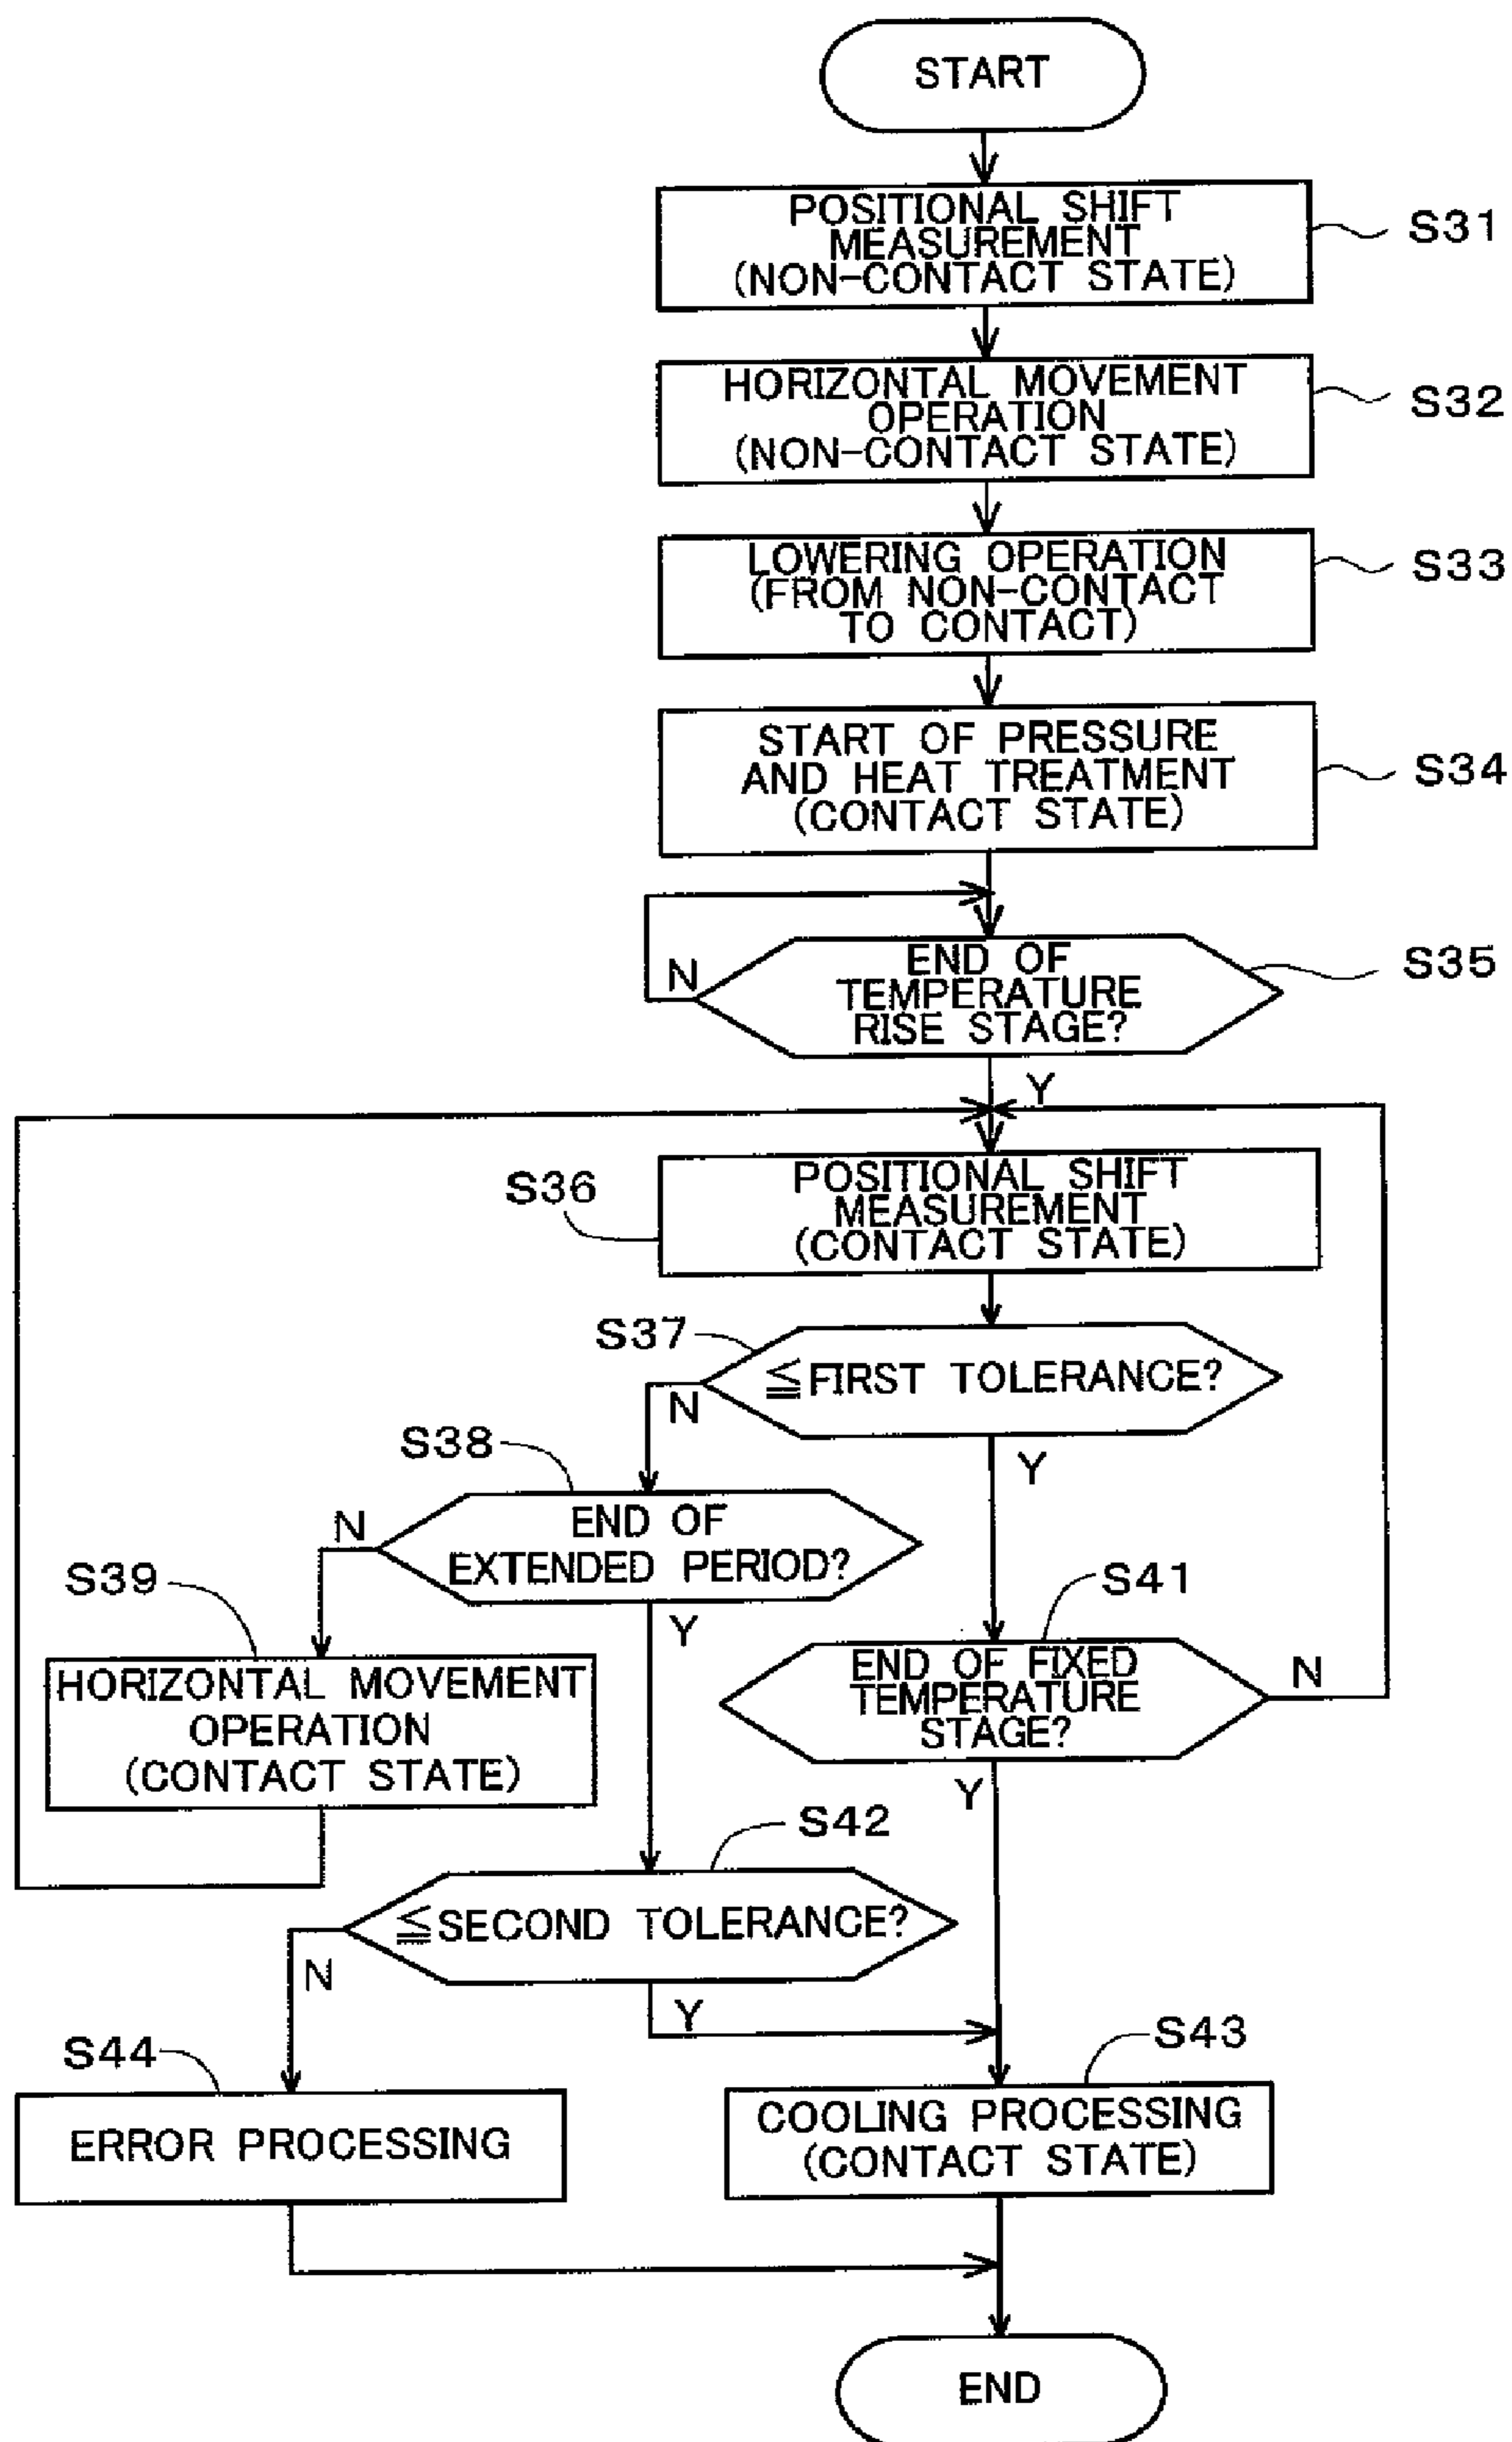 START
POSITIONAL SHIFT
MEASUREMENT
(NON-CONTACT STATE)
S31
HORIZONTAL MOVEMENT
OPERATION
(NON-CONTACT STATE)
S32
LOWERING OPERATION
(FROM NON-CONTACT
TO CONTACT)
S33
START OF PRESSURE
AND HEAT TREATMENT
(CONTACT STATE)
S34
END OF
TEMPERATURE
RISE STAGE?
S35
N
Y
S36
POSITIONAL SHIFT
MEASUREMENT
(CONTACT STATE)
S37
≦FIRST TOLERANCE?
N
Y
S38
END OF
EXTENDED PERIOD?
N
Y
S39
HORIZONTAL MOVEMENT
OPERATION
(CONTACT STATE)
S41
END OF FIXED
TEMPERATURE
STAGE?
N
Y
S42
≦SECOND TOLERANCE?
N
Y
S44
ERROR PROCESSING
S43
COOLING PROCESSING
(CONTACT STATE)
END